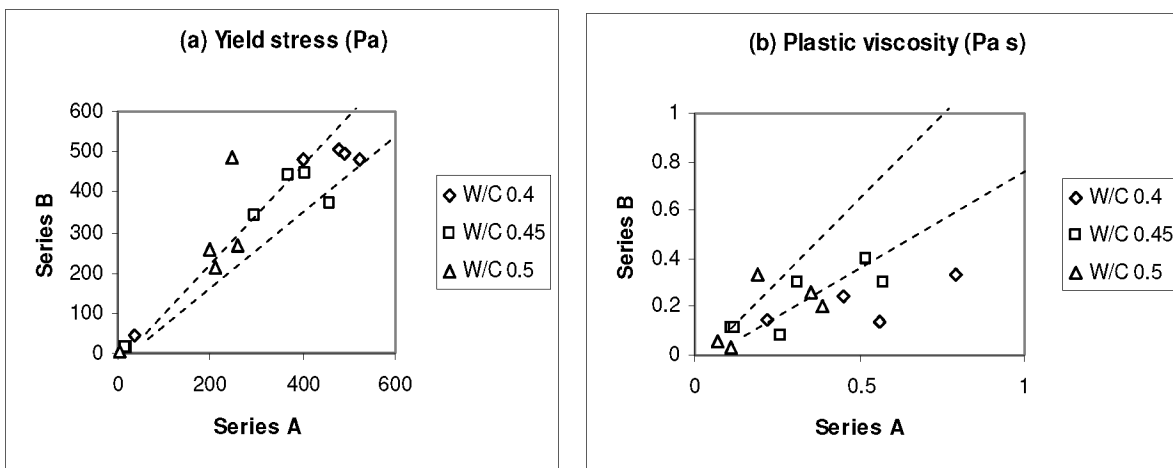 (a) Yield stress (Pa)
600
500
400
300
200
100
0
0 200 400 600
Series B
Series A
W/C 0.4
W/C 0.45
W/C 0.5
(b) Plastic viscosity (Pa s)
1
0.8
0.6
0.4
0.2
0
0 0.5 1
Series B
Series A
W/C 0.4
W/C 0.45
W/C 0.5